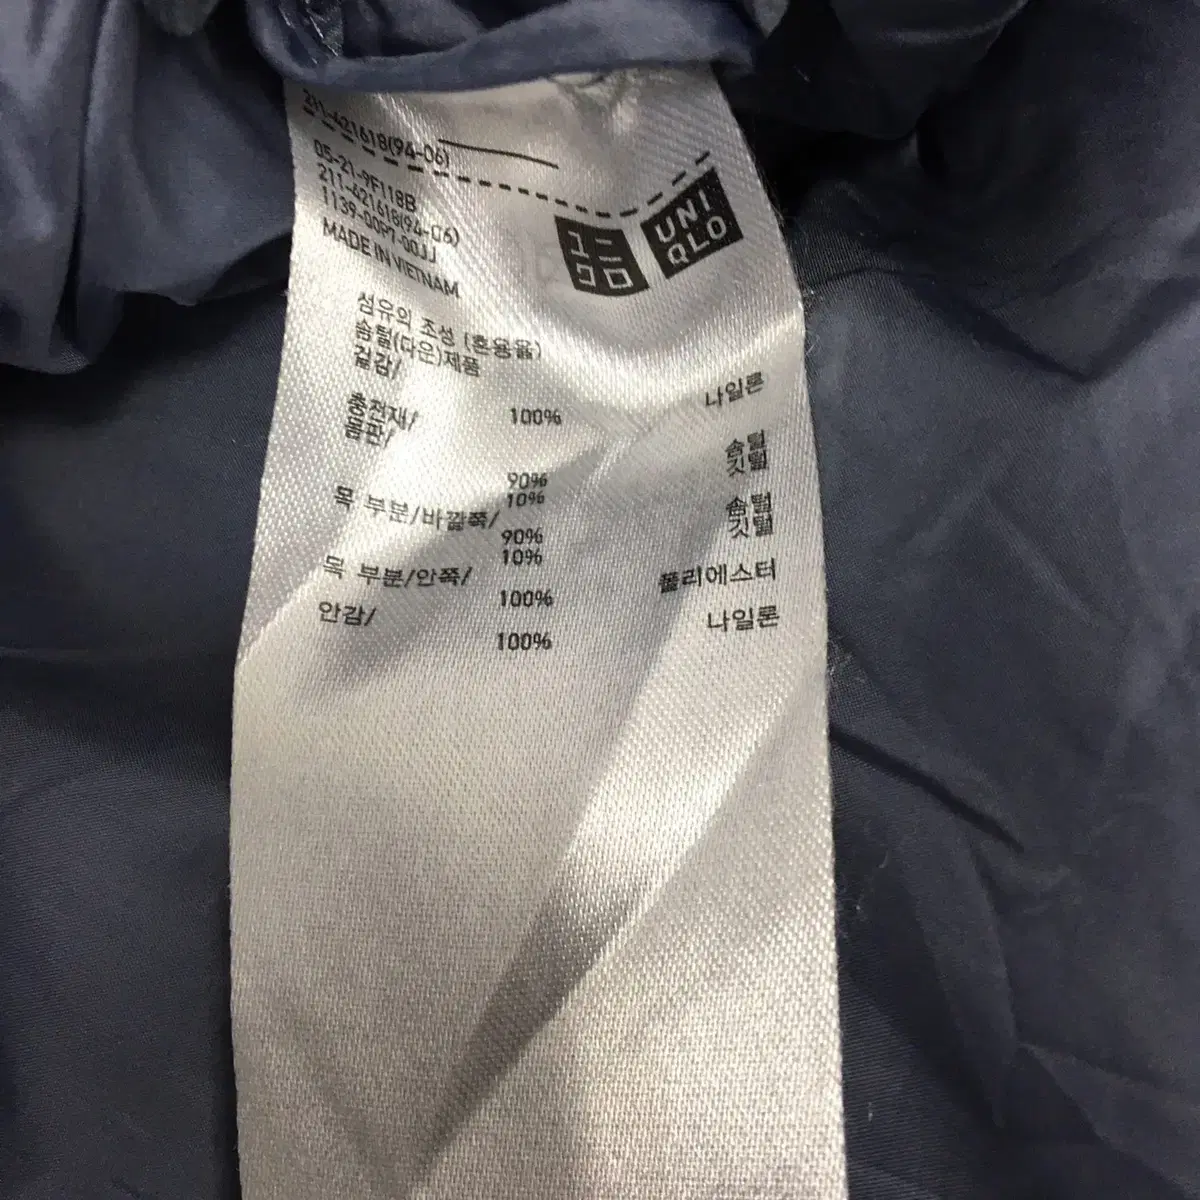 211-421618(94-06)
05-21-9F118B
211-421618(94-06)
1139-00P7-00JJ
MADE IN VIETNAM
ユニ
クロ
UNI
QLO
섬유의 조성 (혼용율)
솜털(다운)제품
겉감/
100% 나일론
충전재/
몸판/
90% 솜털
10% 깃털
목 부분/바깥쪽/
90% 솜털
10% 깃털
목 부분/안쪽/
100% 폴리에스터
안감/
100% 나일론